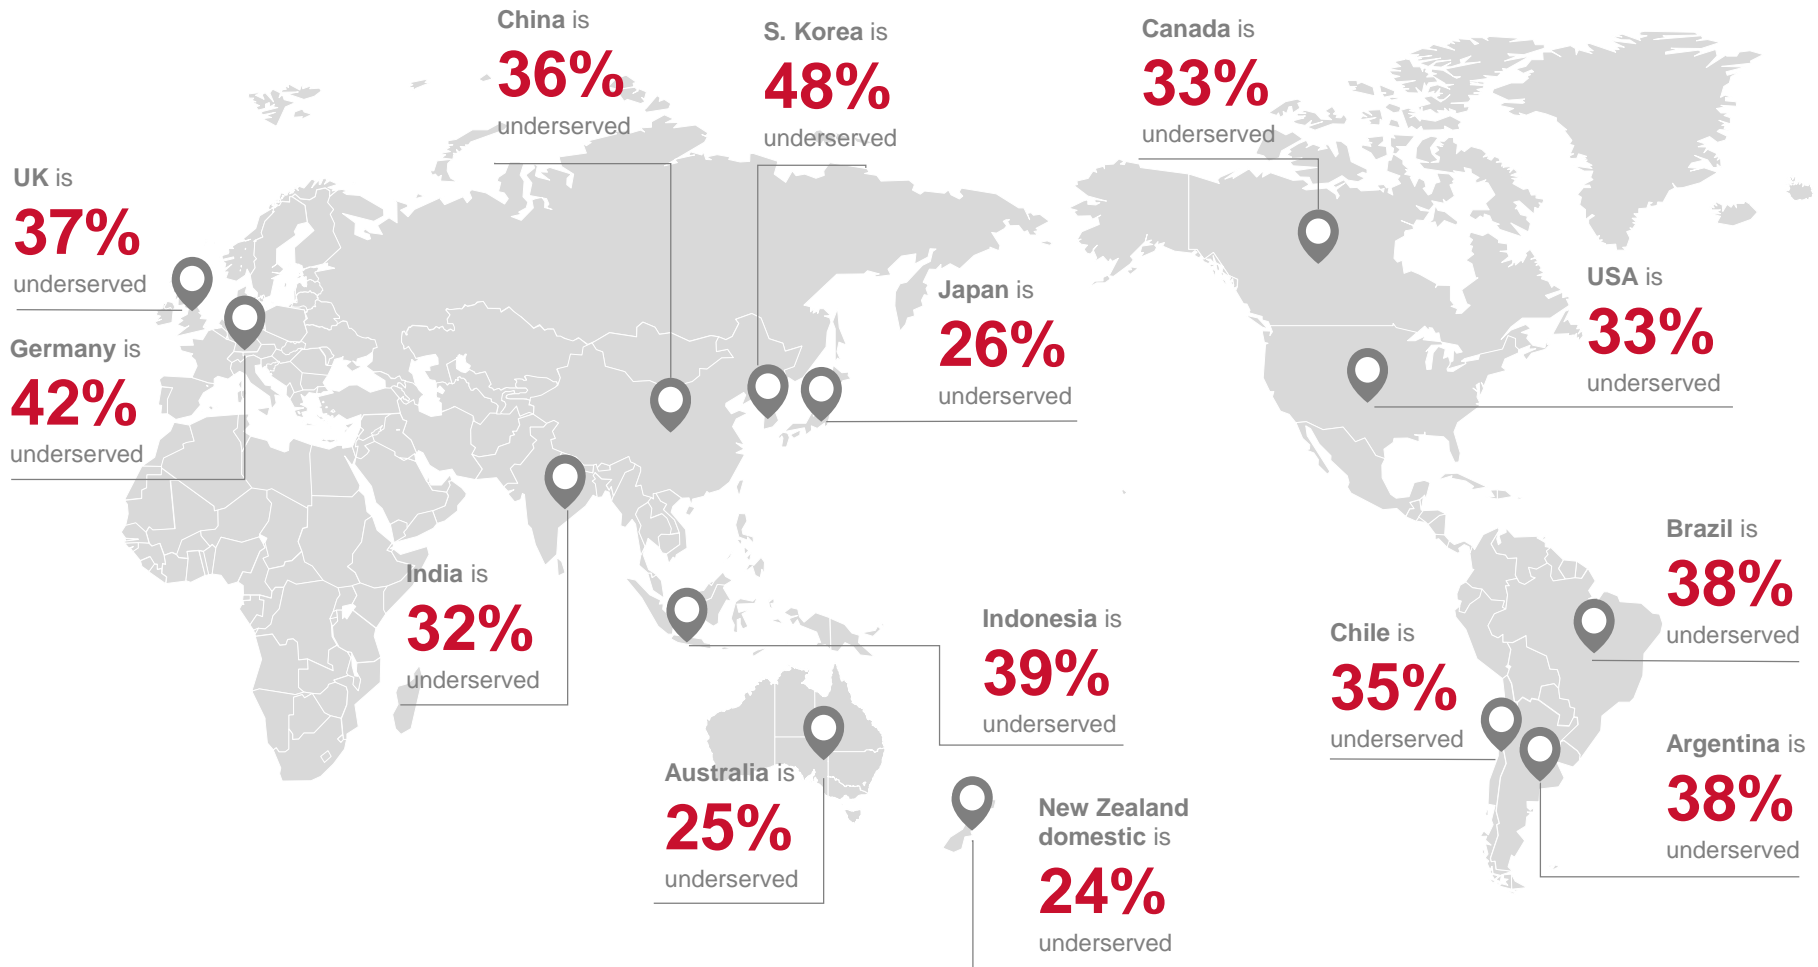 China is
36%
underserved
S. Korea is
48%
underserved
Canada is
33%
underserved
UK is
37%
underserved
Germany is
42%
underserved
Japan is
26%
underserved
USA is
33%
underserved
India is
32%
underserved
Indonesia is
39%
underserved
Brazil is
38%
underserved
Chile is
35%
underserved
Australia is
25%
underserved
New Zealand
domestic is
24%
underserved
Argentina is
38%
underserved